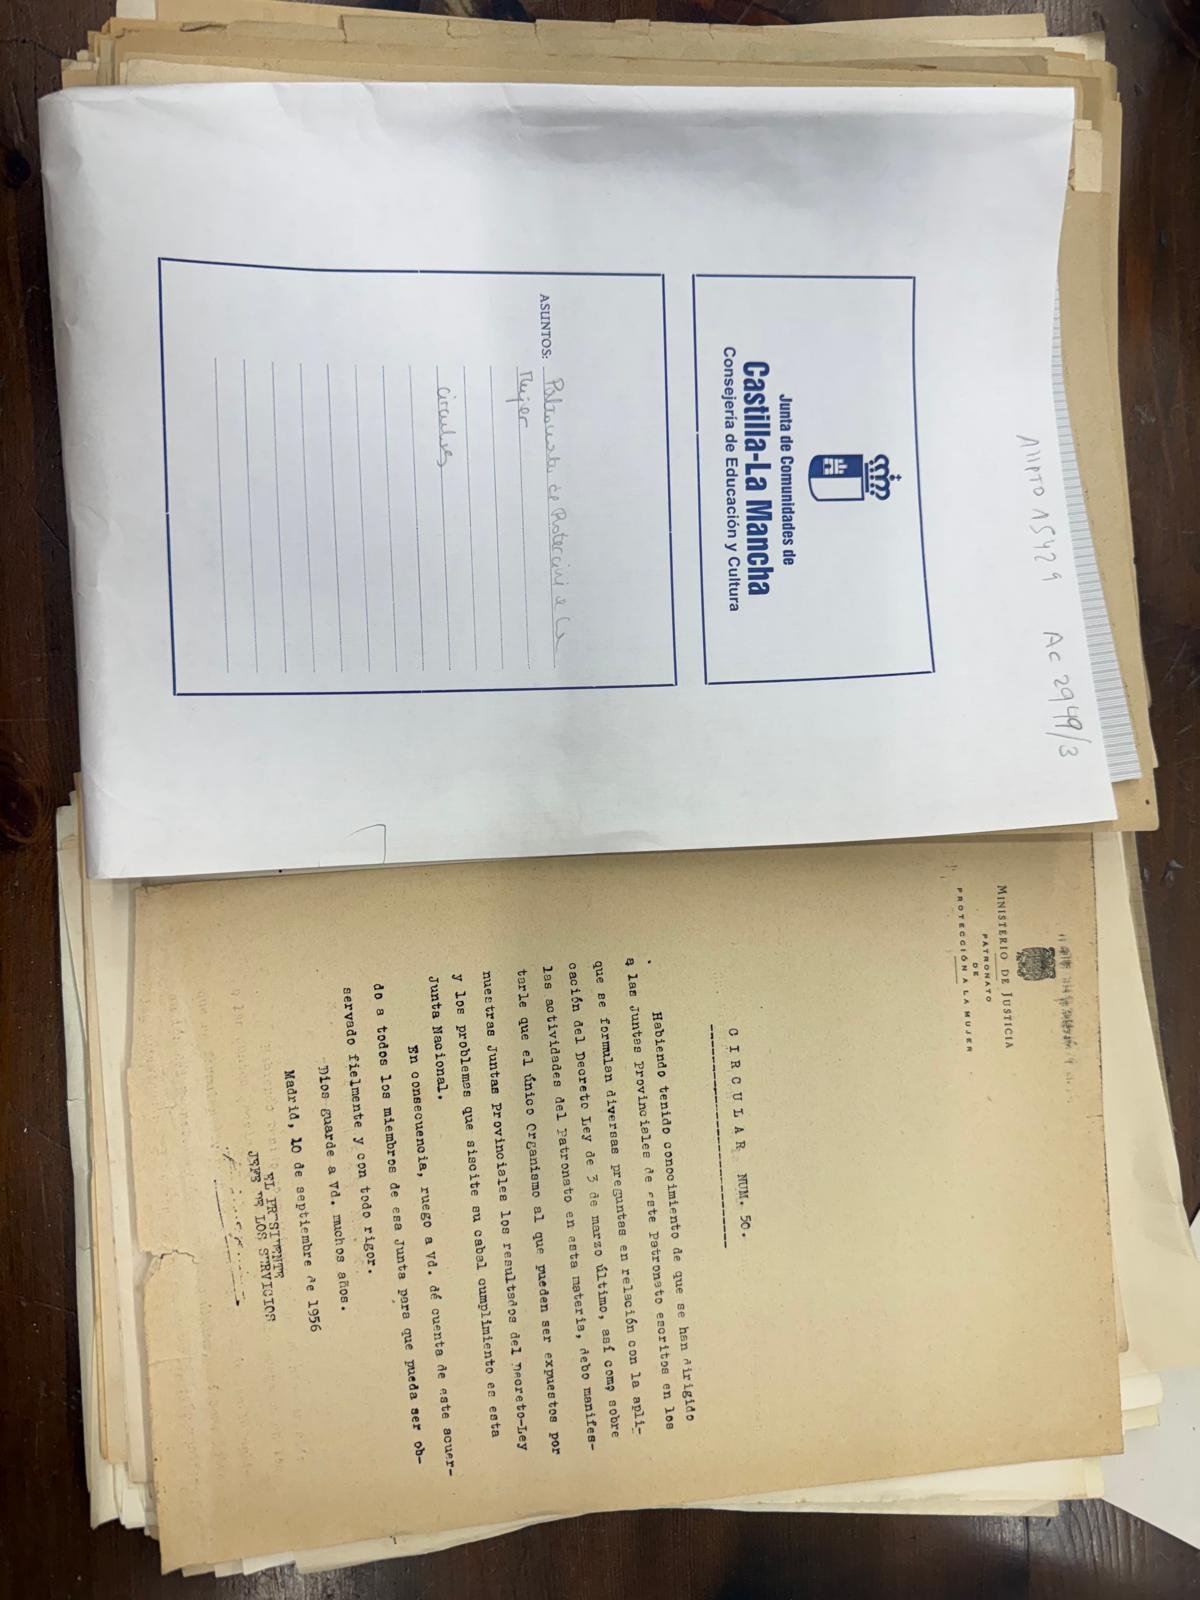 AHPTO 15429 AC 2949/3
Junta de Comunidades de
Castilla-La Mancha
Consejería de Educación y Cultura
ASUNTOS: Patronato de Protección a la
Mujer
Circulares
MINISTERIO DE JUSTICIA
PATRONATO
DE
PROTECCIÓN A LA MUJER
CIRCULAR NUM. 50.
Habiendo tenido conocimiento de que se han dirigido
a las Juntas Provinciales de este Patronato escritos en los
que se formulan diversas preguntas en relación con la apli-
cación del Decreto Ley de 3 de marzo último, así como sobre
las actividades del Patronato en esta materia, debo manifes-
tarle que el único Organismo al que pueden ser expuestos por
nuestras Juntas Provinciales los resultados del Decreto-Ley
y los problemas que siscite su cabal cumplimiento es esta
Junta Nacional.
En consecuencia, ruego a Vd. dé cuenta de este acuer-
do a todos los miembros de esa Junta para que pueda ser ob-
servado fielmente y con todo rigor.
Dios guarde a Vd. muchos años.
Madrid, 10 de septiembre de 1956
EL PRESIDENTE
JEFE DE LOS SERVICIOS